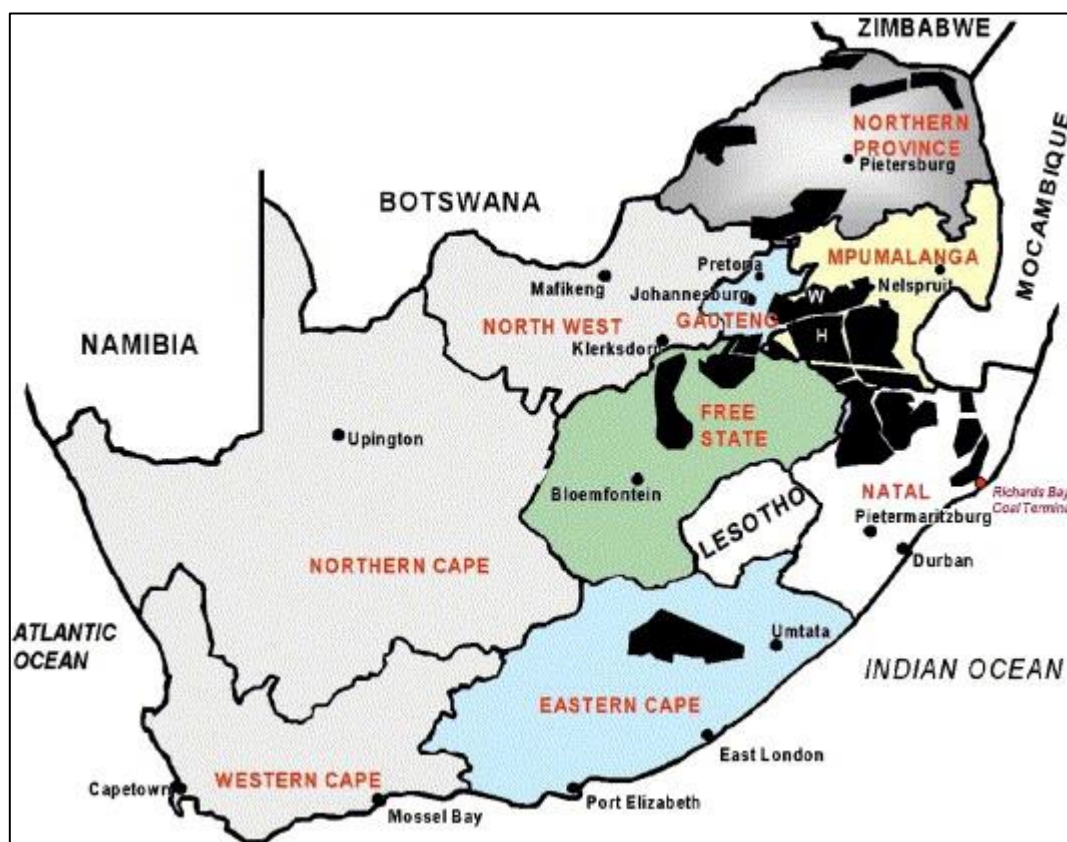 ZIMBABWE
NORTHERN
PROVINCE
Pietersburg
BOTSWANA
MOCAMBIQUE
MPUMALANGA
Pretoria
Nelspruit
Mafikeng
Johannesburg
W
NORTH WEST
GAUTENG
H
NAMIBIA
Klerksdorp
FREE
STATE
Upington
Bloemfontein
NATAL
Richards Bay
Coal Termina
LESOTHO
Pietermaritzburg
Durban
NORTHERN CAPE
ATLANTIC
OCEAN
Umtata
INDIAN OCEAN
EASTERN CAPE
East London
WESTERN CAPE
Capetown
Port Elizabeth
Mossel Bay